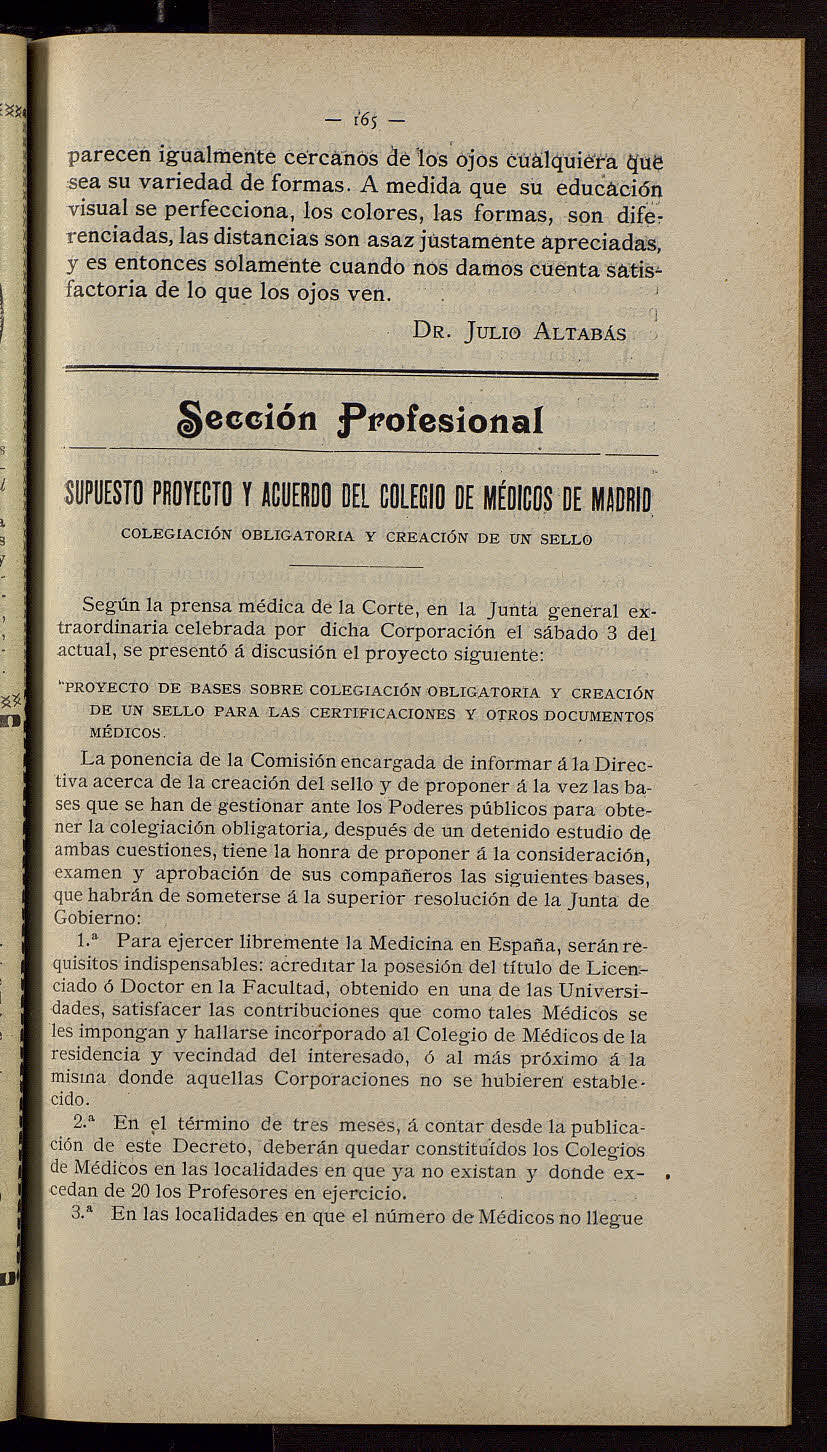 — 165 —
parecen igualmente cercanos de los ojos cualquiera que
sea su variedad de formas. A medida que su educación
visual se perfecciona, los colores, las formas, son dife-
renciadas, las distancias son asaz justamente apreciadas,
y es entonces solamente cuando nos damos cuenta satis-
factoria de lo que los ojos ven.
DR. JULIO ALTABÁS
Sección Profesional
SUPUESTO PROYECTO Y ACUERDO DEL COLEGIO DE MÉDICOS DE MADRID
COLEGIACIÓN OBLIGATORIA Y CREACIÓN DE UN SELLO
Según la prensa médica de la Corte, en la Junta general ex-
traordinaria celebrada por dicha Corporación el sábado 3 del
actual, se presentó á discusión el proyecto siguiente:
"PROYECTO DE BASES SOBRE COLEGIACIÓN OBLIGATORIA Y CREACIÓN
DE UN SELLO PARA LAS CERTIFICACIONES Y OTROS DOCUMENTOS
MÉDICOS.
La ponencia de la Comisión encargada de informar á la Direc-
tiva acerca de la creación del sello y de proponer á la vez las ba-
ses que se han de gestionar ante los Poderes públicos para obte-
ner la colegiación obligatoria, después de un detenido estudio de
ambas cuestiones, tiene la honra de proponer á la consideración,
examen y aprobación de sus compañeros las siguientes bases,
que habrán de someterse á la superior resolución de la Junta de
Gobierno:
1.ª Para ejercer libremente la Medicina en España, serán re-
quisitos indispensables: acreditar la posesión del título de Licen-
ciado ó Doctor en la Facultad, obtenido en una de las Universi-
dades, satisfacer las contribuciones que como tales Médicos se
les impongan y hallarse incorporado al Colegio de Médicos de la
residencia y vecindad del interesado, ó al más próximo á la
misma donde aquellas Corporaciones no se hubieren estable-
cido.
2.ª En el término de tres meses, á contar desde la publica-
ción de este Decreto, deberán quedar constituídos los Colegios
de Médicos en las localidades en que ya no existan y donde ex-
cedan de 20 los Profesores en ejercicio.
3.ª En las localidades en que el número de Médicos no llegue